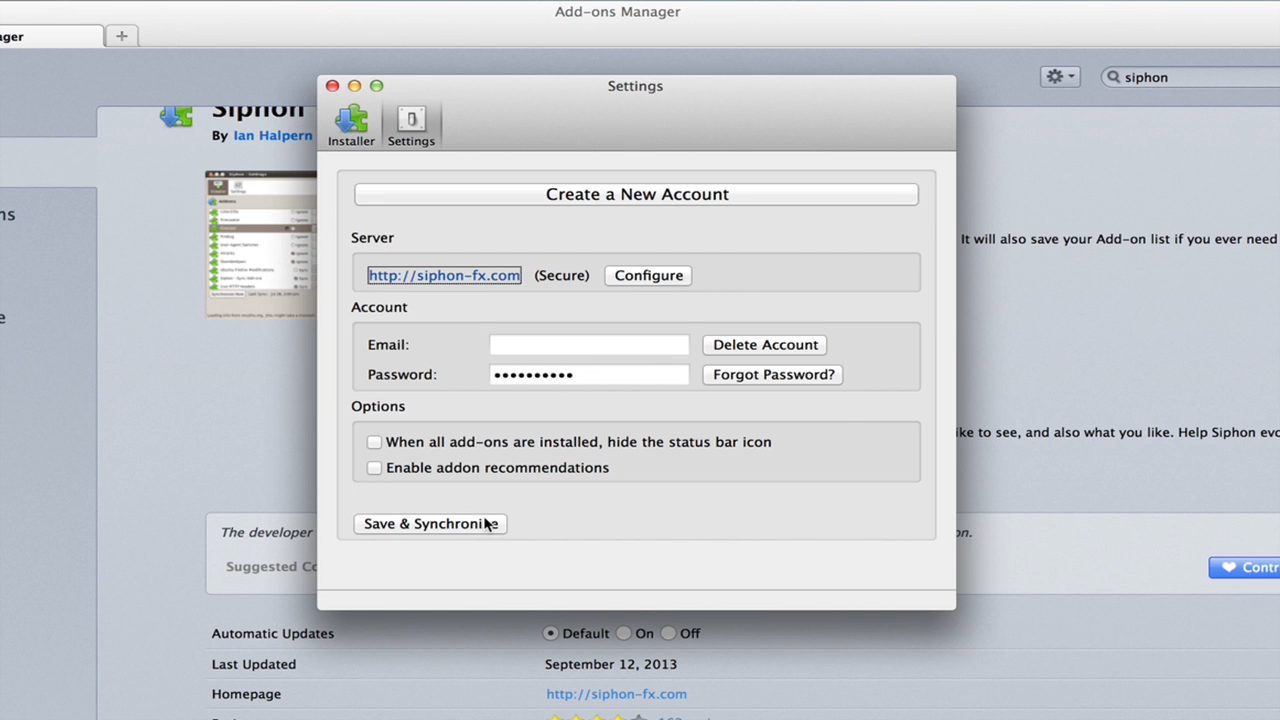 Add-ons Manager
ager
siphon
Siphon
By Ian Halpern
Settings
Installer
Settings
Create a New Account
Server
http://siphon-fx.com (Secure) Configure
Account
Email: Delete Account
Password: •••••••••• Forgot Password?
Options
When all add-ons are installed, hide the status bar icon
Enable addon recommendations
Save & Synchronize
ns
e
It will also save your Add-on list if you ever need
ike to see, and also what you like. Help Siphon evo
The developer
on.
Suggested Co
Contri
Automatic Updates Default On Off
Last Updated September 12, 2013
Homepage http://siphon-fx.com